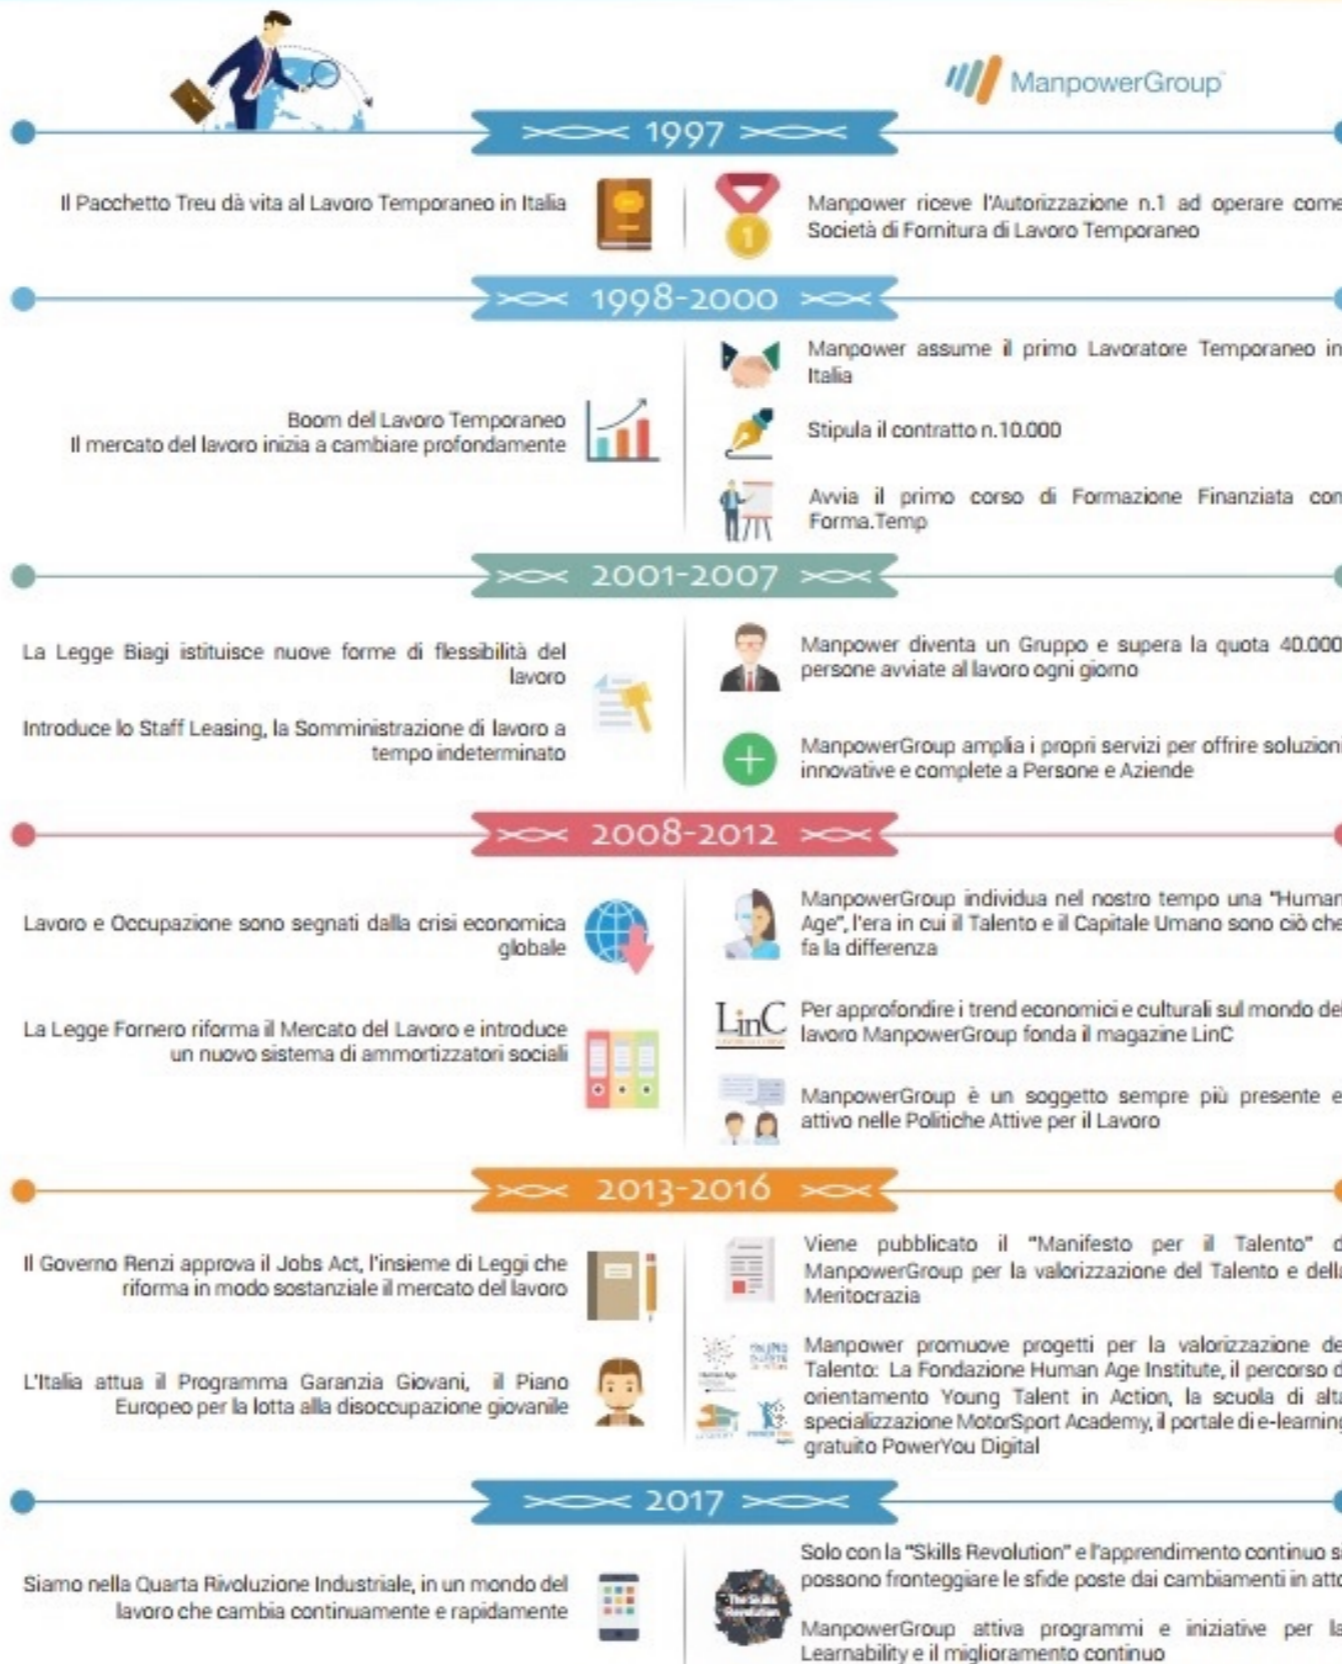 ManpowerGroup
1997
Il Pacchetto Treu dà vita al Lavoro Temporaneo in Italia
1
Manpower riceve l'Autorizzazione n.1 ad operare come
Società di Fornitura di Lavoro Temporaneo
1998-2000
Boom del Lavoro Temporaneo
Il mercato del lavoro inizia a cambiare profondamente
Manpower assume il primo Lavoratore Temporaneo in
Italia
Stipula il contratto n.10.000
Avvia il primo corso di Formazione Finanziata con
Forma.Temp
2001-2007
La Legge Biagi istituisce nuove forme di flessibilità del
lavoro
Introduce lo Staff Leasing, la Somministrazione di lavoro a
tempo indeterminato
Manpower diventa un Gruppo e supera la quota 40.000
persone avviate al lavoro ogni giorno
ManpowerGroup amplia i propri servizi per offrire soluzioni
innovative e complete a Persone e Aziende
2008-2012
Lavoro e Occupazione sono segnati dalla crisi economica
globale
La Legge Fornero riforma il Mercato del Lavoro e introduce
un nuovo sistema di ammortizzatori sociali
ManpowerGroup individua nel nostro tempo una "Human
Age", l'era in cui il Talento e il Capitale Umano sono ciò che
fa la differenza
LinC
Per approfondire i trend economici e culturali sul mondo del
lavoro ManpowerGroup fonda il magazine LinC
ManpowerGroup è un soggetto sempre più presente e
attivo nelle Politiche Attive per il Lavoro
2013-2016
Il Governo Renzi approva il Jobs Act, l'insieme di Leggi che
riforma in modo sostanziale il mercato del lavoro
L'Italia attua il Programma Garanzia Giovani, il Piano
Europeo per la lotta alla disoccupazione giovanile
Viene pubblicato il "Manifesto per il Talento" d
ManpowerGroup per la valorizzazione del Talento e della
Meritocrazia
Manpower promuove progetti per la valorizzazione de
Talento: La Fondazione Human Age Institute, il percorso d
orientamento Young Talent in Action, la scuola di alta
specializzazione MotorSport Academy, il portale di e-learning
gratuito PowerYou Digital
2017
Siamo nella Quarta Rivoluzione Industriale, in un mondo del
lavoro che cambia continuamente e rapidamente
The Skills
Revolution
Solo con la "Skills Revolution" e l'apprendimento continuo si
possono fronteggiare le sfide poste dai cambiamenti in atto
ManpowerGroup attiva programmi e iniziative per la
Learnability e il miglioramento continuo